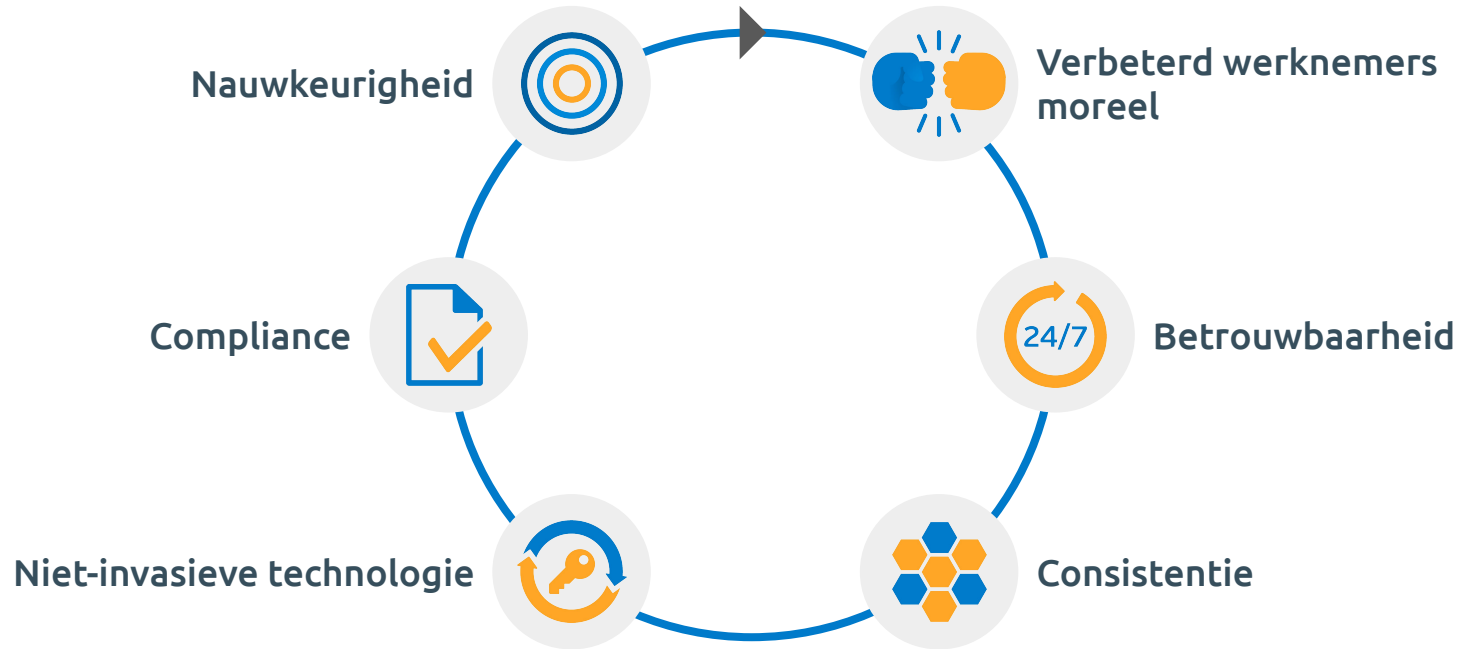 Nauwkeurigheid
Verbeterd werknemers
moreel
Compliance
24/7
Betrouwbaarheid
Niet-invasieve technologie
Consistentie